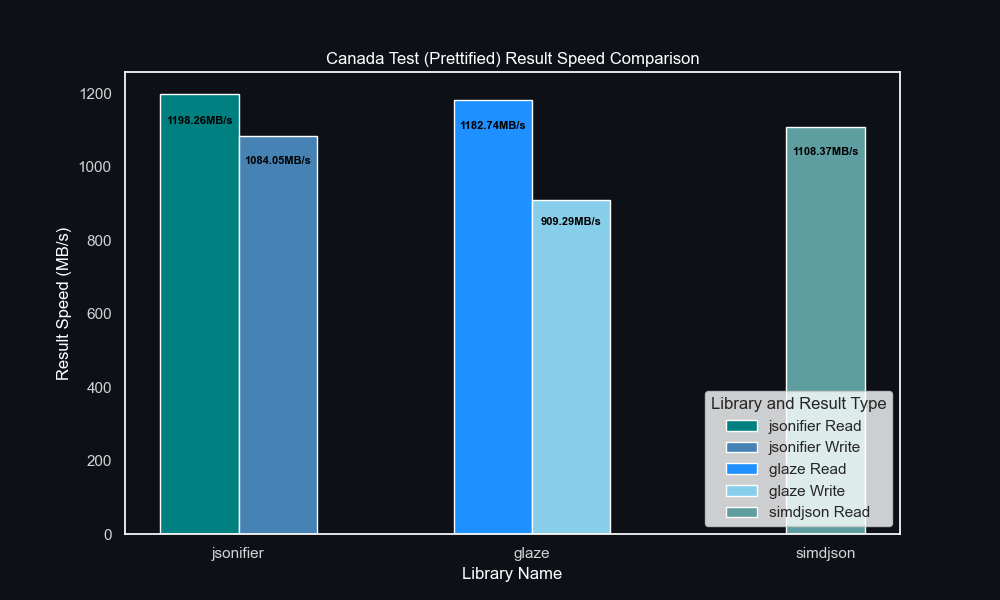 Canada Test (Prettified) Result Speed Comparison
1200
1000
800
600
400
200
0
Result Speed (MB/s)
1198.26MB/s
1084.05MB/s
1182.74MB/s
909.29MB/s
1108.37MB/s
Library and Result Type
jsonifier Read
jsonifier Write
glaze Read
glaze Write
simdjson Read
jsonifier
glaze
simdjson
Library Name